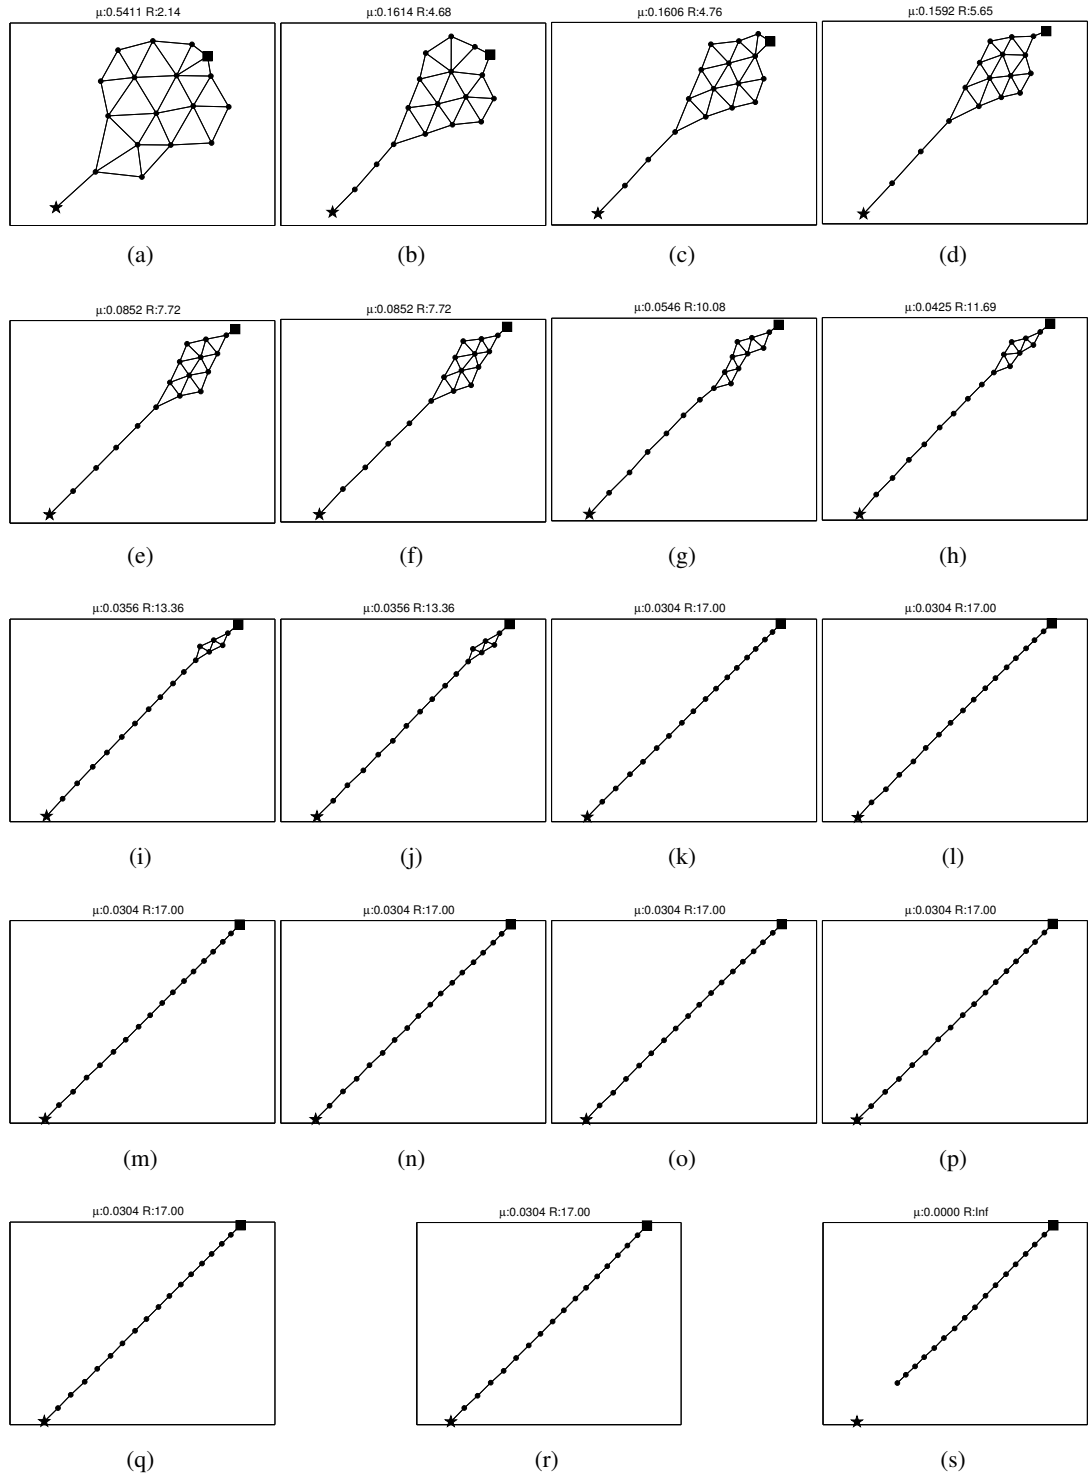 μ:0.5411 R:2.14
μ:0.1614 R:4.68
μ:0.1606 R:4.76
μ:0.1592 R:5.65
(a)
(b)
(c)
(d)
μ:0.0852 R:7.72
μ:0.0852 R:7.72
μ:0.0546 R:10.08
μ:0.0425 R:11.69
(e)
(f)
(g)
(h)
μ:0.0356 R:13.36
μ:0.0356 R:13.36
μ:0.0304 R:17.00
μ:0.0304 R:17.00
(i)
(j)
(k)
(l)
μ:0.0304 R:17.00
μ:0.0304 R:17.00
μ:0.0304 R:17.00
μ:0.0304 R:17.00
(m)
(n)
(o)
(p)
μ:0.0304 R:17.00
μ:0.0304 R:17.00
μ:0.0000 R:Inf
(q)
(r)
(s)